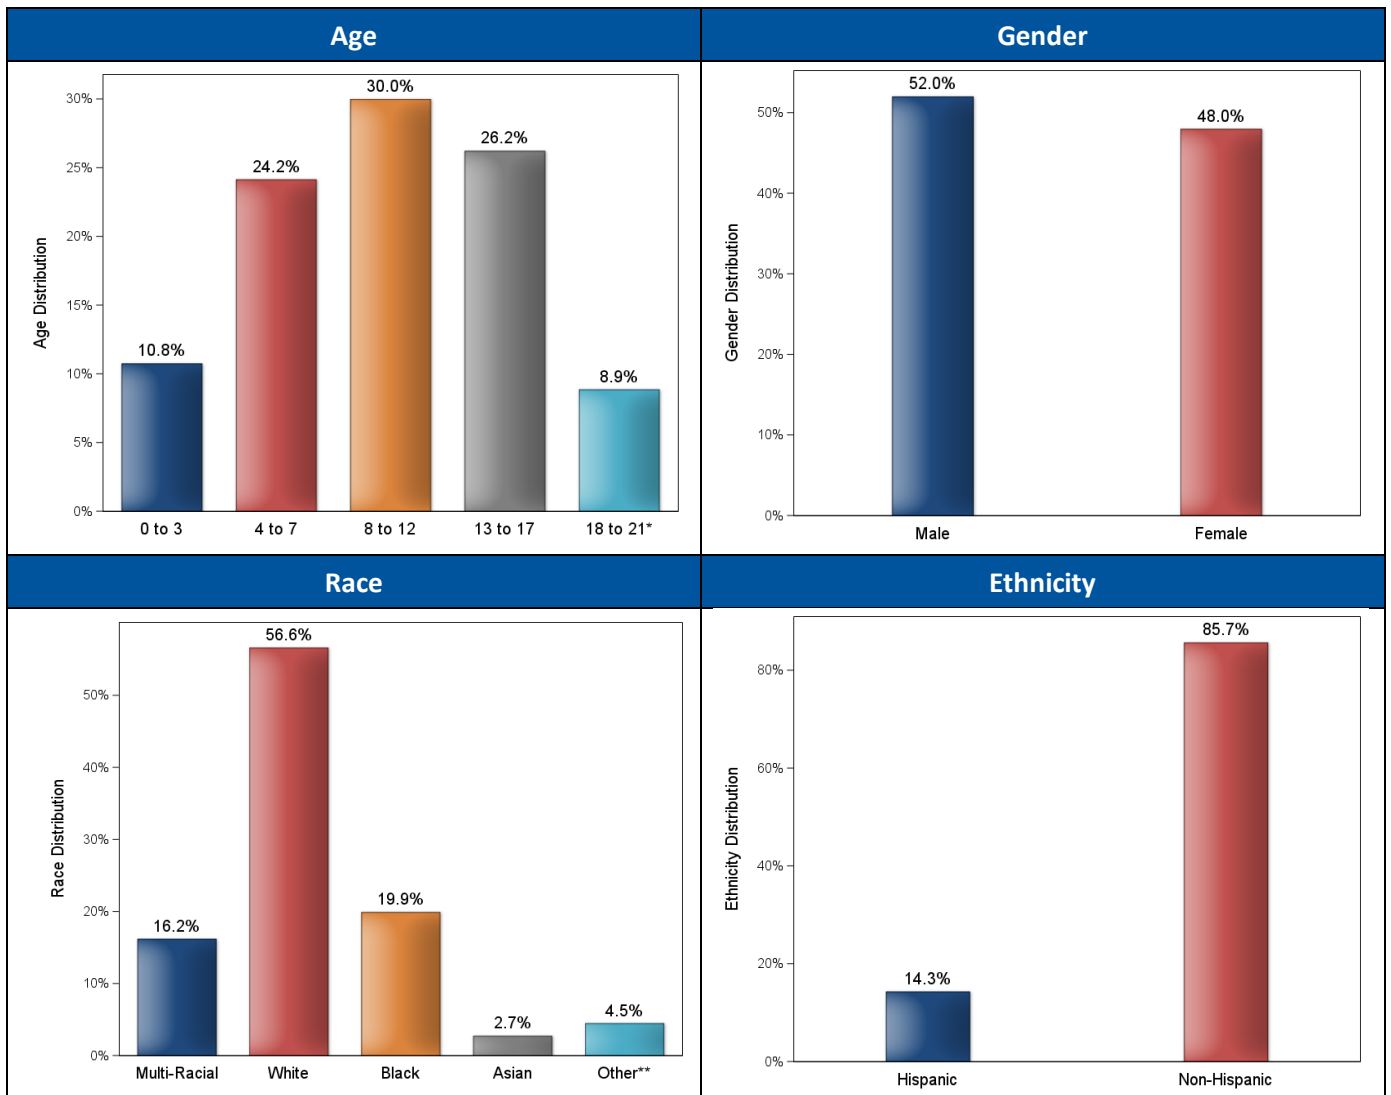 Age
Gender
30%
25%
20%
15%
10%
5%
0%
Age Distribution
10.8%
24.2%
30.0%
26.2%
8.9%
0 to 3
4 to 7
8 to 12
13 to 17
18 to 21*
50%
40%
30%
20%
10%
0%
Gender Distribution
52.0%
48.0%
Male
Female
Race
Ethnicity
50%
40%
30%
20%
10%
0%
Race Distribution
16.2%
56.6%
19.9%
2.7%
4.5%
Multi-Racial
White
Black
Asian
Other**
80%
60%
40%
20%
0%
Ethnicity Distribution
14.3%
85.7%
Hispanic
Non-Hispanic